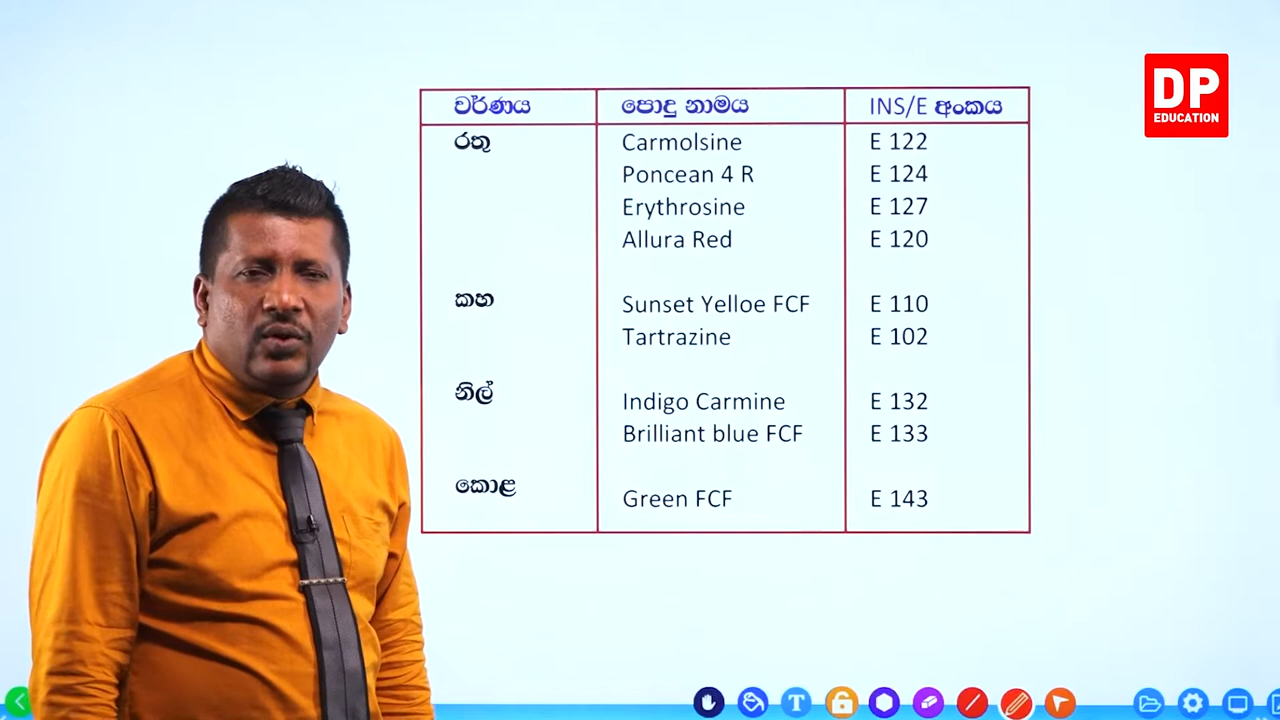 DP
EDUCATION
වර්ණය පොදු නාමය INS/E අංකය
රතු Carmolsine E 122
Poncean 4 R E 124
Erythrosine E 127
Allura Red E 120
කහ Sunset Yelloe FCF E 110
Tartrazine E 102
නිල් Indigo Carmine E 132
Brilliant blue FCF E 133
කොළ Green FCF E 143
T